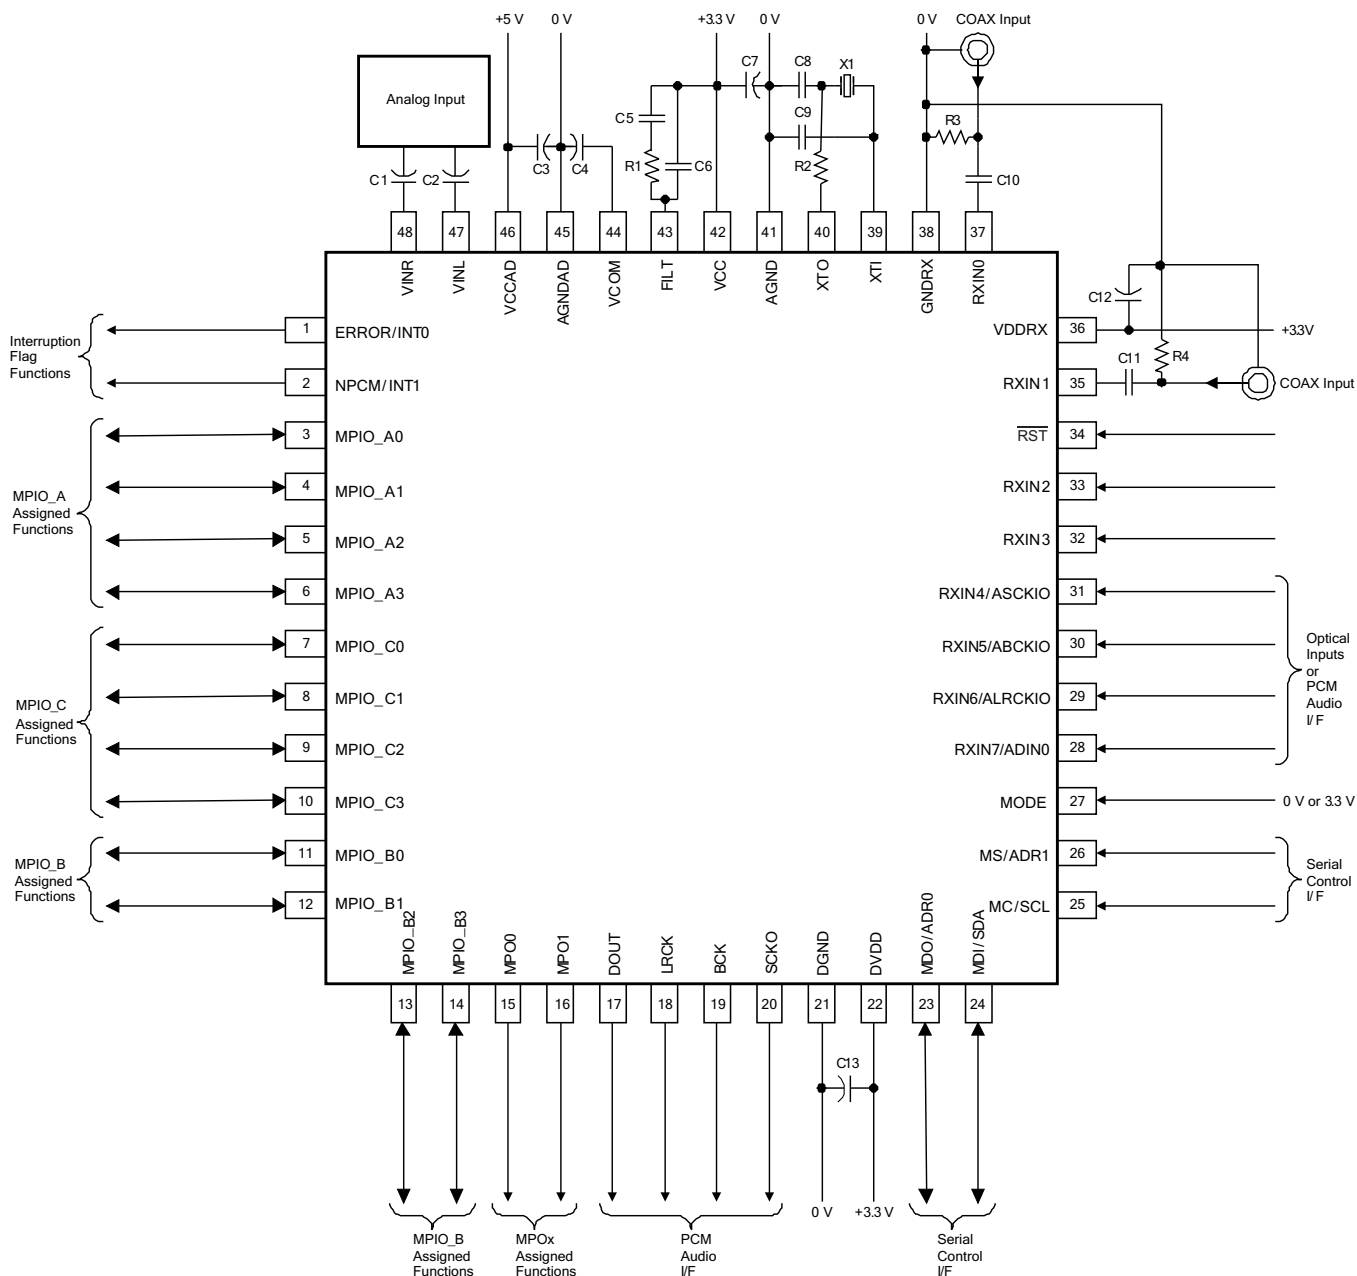 +5 V
0 V
+3.3 V
0 V
0 V
COAX Input
Analog Input
C7
C8
X1
C5
C9
R3
C1
C2
C3
C4
R1
C6
R2
C10
48
47
46
45
44
43
42
41
40
39
38
37
VINR
VINL
VCCAD
AGNDAD
VCOM
FILT
VCC
AGND
XTO
XTI
GNDRX
RXIN0
C12
Interruption
Flag
Functions
1
ERROR/INT0
2
NPCM/INT1
MPIO_A
Assigned
Functions
3
MPIO_A0
4
MPIO_A1
5
MPIO_A2
6
MPIO_A3
MPIO_C
Assigned
Functions
7
MPIO_C0
8
MPIO_C1
9
MPIO_C2
10
MPIO_C3
MPIO_B
Assigned
Functions
11
MPIO_B0
12
MPIO_B1
VDDRX
36
+3.3V
C11
R4
RXIN1
35
COAX Input
RST
34
RXIN2
33
RXIN3
32
RXIN4/ASCKIO
31
RXIN5/ABCKIO
30
RXIN6/ALRCKIO
29
RXIN7/ADIN0
28
Optical
Inputs
or
PCM
Audio
I/F
MODE
27
0 V or 3.3 V
MS/ADR1
26
MC/SCL
25
Serial
Control
I/F
MPIO_B2
MPIO_B3
MPO0
MPO1
DOUT
LRCK
BCK
SCKO
DGND
DVDD
MDO/ADR0
MDI/SDA
13
14
15
16
17
18
19
20
21
22
23
24
C13
0 V
+3.3 V
MPIO_B
Assigned
Functions
MPOx
Assigned
Functions
PCM
Audio
I/F
Serial
Control
I/F